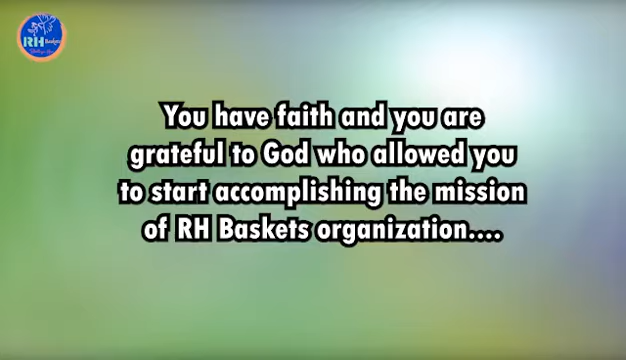 RH Baskets
You have faith and you are
grateful to God who allowed you
to start accomplishing the mission
of RH Baskets organization....